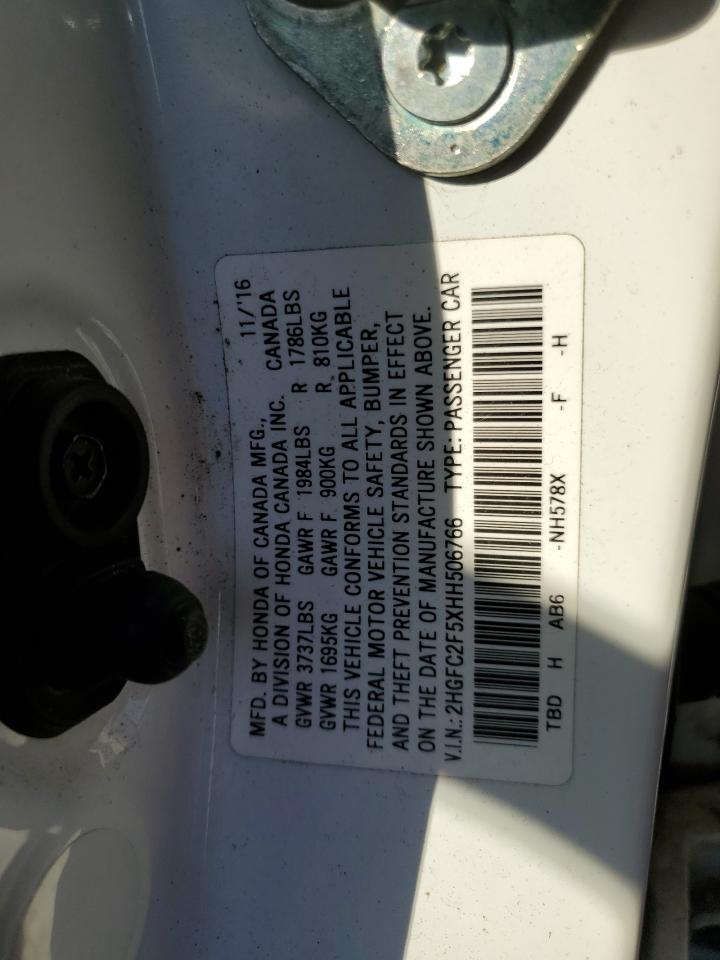 MFD. BY HONDA OF CANADA MFG., 11/'16
A DIVISION OF HONDA CANADA INC. CANADA
GVWR 3737LBS GAWR F 1984LBS R 1786LBS
GVWR 1695KG GAWR F 900KG R 810KG
THIS VEHICLE CONFORMS TO ALL APPLICABLE
FEDERAL MOTOR VEHICLE SAFETY, BUMPER,
AND THEFT PREVENTION STANDARDS IN EFFECT
ON THE DATE OF MANUFACTURE SHOWN ABOVE.
V.I.N.: 2HGFC2F5XHH506766 TYPE: PASSENGER CAR
TBD H AB6 -NH578X -F -H